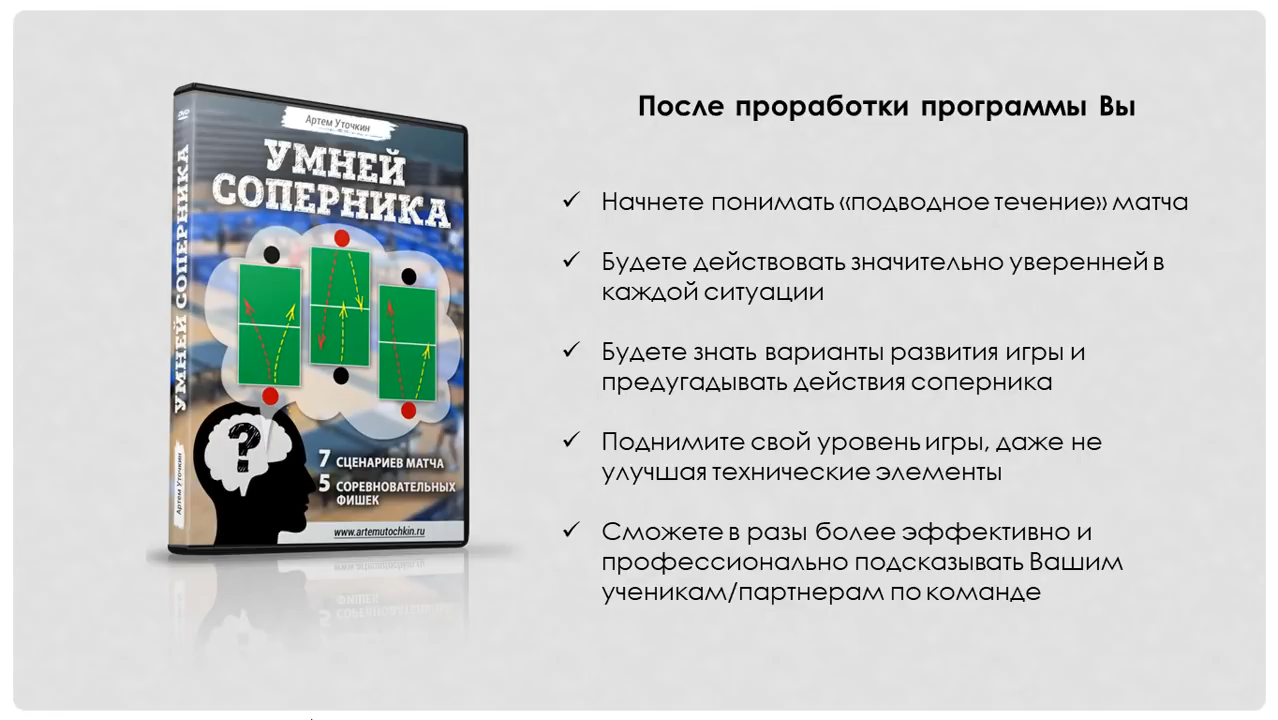 Артем Уточкин
УМНЕЙ
СОПЕРНИКА
УМНЕЙ СОПЕРНИКА
Артем Уточкин
?
7 СЦЕНАРИЕВ МАТЧА
5 СОРЕВНОВАТЕЛЬНЫХ
ФИШЕК
www.artemutochkin.ru
После проработки программы Вы
Начнете понимать «подводное течение» матча
Будете действовать значительно уверенней в
каждой ситуации
Будете знать варианты развития игры и
предугадывать действия соперника
Поднимите свой уровень игры, даже не
улучшая технические элементы
Сможете в разы более эффективно и
профессионально подсказывать Вашим
ученикам/партнерам по команде